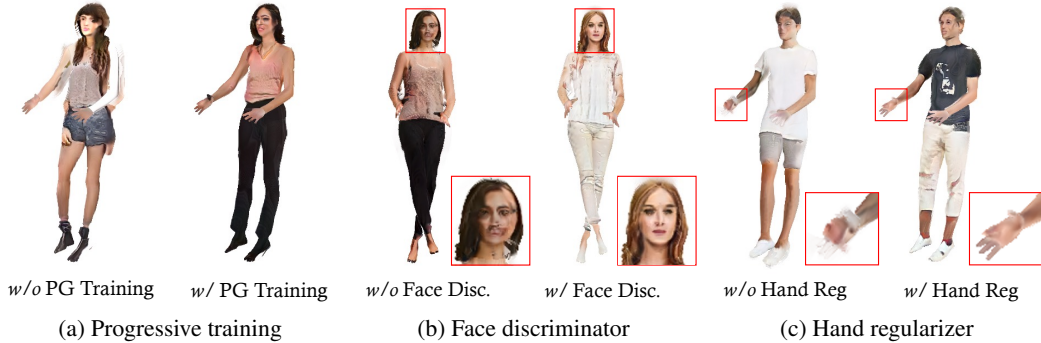 w/o PG Training w/ PG Training w/o Face Disc. w/ Face Disc. w/o Hand Reg w/ Hand Reg
(a) Progressive training (b) Face discriminator (c) Hand regularizer